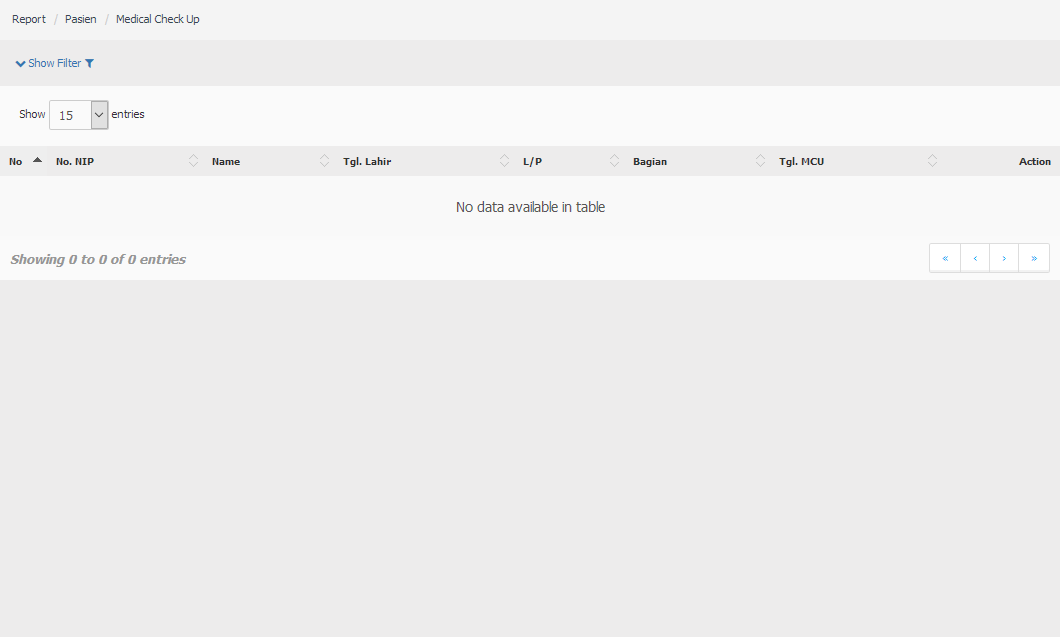 Report / Pasien / Medical Check Up
Show Filter
Show 15 entries
No No. NIP Name Tgl. Lahir L/P Bagian Tgl. MCU Action
No data available in table
Showing 0 to 0 of 0 entries
« ‹ › »